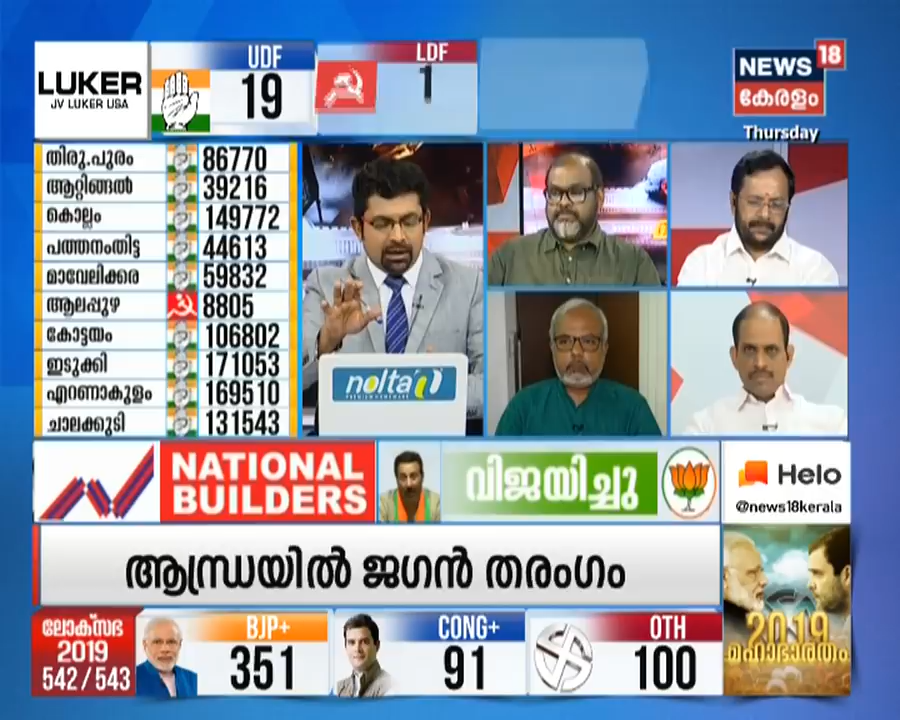 LUKER
JV LUKER USA
UDF
19
LDF
1
NEWS 18
കേരളം
Thursday
തിരു.പുരം 86770
ആറ്റിങ്ങൽ 39216
കൊല്ലം 149772
പത്തനംതിട്ട 44613
മാവേലിക്കര 59832
ആലപ്പുഴ 8805
കോട്ടയം 106802
ഇടുക്കി 171053
എറണാകുളം 169510
ചാലക്കുടി 131543
nolta
NATIONAL
BUILDERS
വിജയിച്ചു
Helo
@news18kerala
ആന്ധ്രയിൽ ജഗൻ തരംഗം
ലോക്സഭ
2019
542/543
BJP+
351
CONG+
91
OTH
100
2019
മഹാഭാരതം